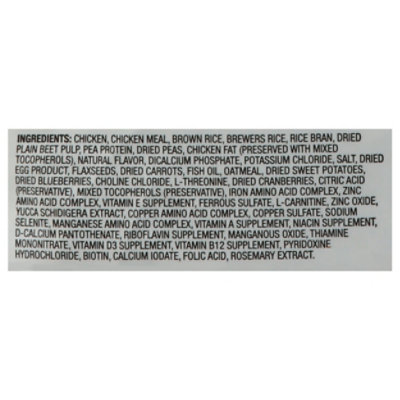 INGREDIENTS: CHICKEN, CHICKEN MEAL, BROWN RICE, BREWERS RICE, RICE BRAN, DRIED
PLAIN BEET PULP, PEA PROTEIN, DRIED PEAS, CHICKEN FAT (PRESERVED WITH MIXED
TOCOPHEROLS), NATURAL FLAVOR, DICALCIUM PHOSPHATE, POTASSIUM CHLORIDE, SALT, DRIED
EGG PRODUCT, FLAXSEEDS, DRIED CARROTS, FISH OIL, OATMEAL, DRIED SWEET POTATOES,
DRIED BLUEBERRIES, CHOLINE CHLORIDE, L-THREONINE, DRIED CRANBERRIES, CITRIC ACID
(PRESERVATIVE), MIXED TOCOPHEROLS (PRESERVATIVE), IRON AMINO ACID COMPLEX, ZINC
AMINO ACID COMPLEX, VITAMIN E SUPPLEMENT, FERROUS SULFATE, L-CARNITINE, ZINC OXIDE,
YUCCA SCHIDIGERA EXTRACT, COPPER AMINO ACID COMPLEX, COPPER SULFATE, SODIUM
SELENITE, MANGANESE AMINO ACID COMPLEX, VITAMIN A SUPPLEMENT, NIACIN SUPPLEMENT,
D-CALCIUM PANTOTHENATE, RIBOFLAVIN SUPPLEMENT, MANGANOUS OXIDE, THIAMINE
MONONITRATE, VITAMIN D3 SUPPLEMENT, VITAMIN B12 SUPPLEMENT, PYRIDOXINE
HYDROCHLORIDE, BIOTIN, CALCIUM IODATE, FOLIC ACID, ROSEMARY EXTRACT.